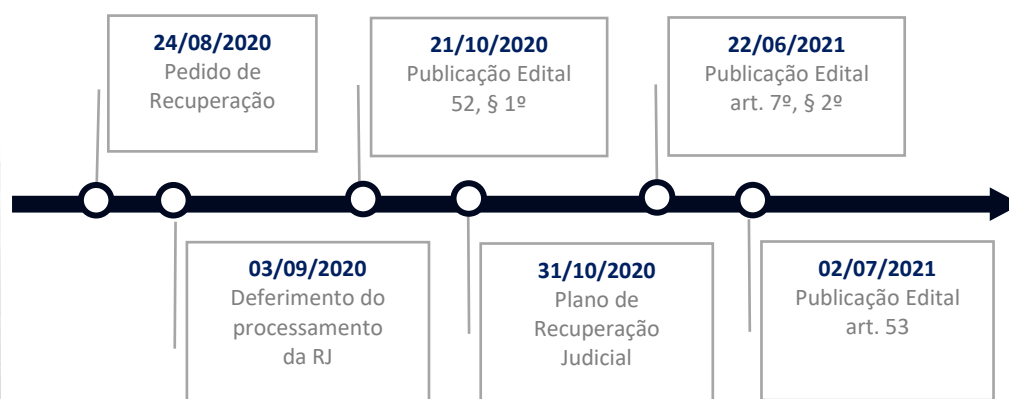 24/08/2020
Pedido de
Recuperação
21/10/2020
Publicação Edital
52, § 1º
22/06/2021
Publicação Edital
art. 7º, § 2º
03/09/2020
Deferimento do
processamento
da RJ
31/10/2020
Plano de
Recuperação
Judicial
02/07/2021
Publicação Edital
art. 53